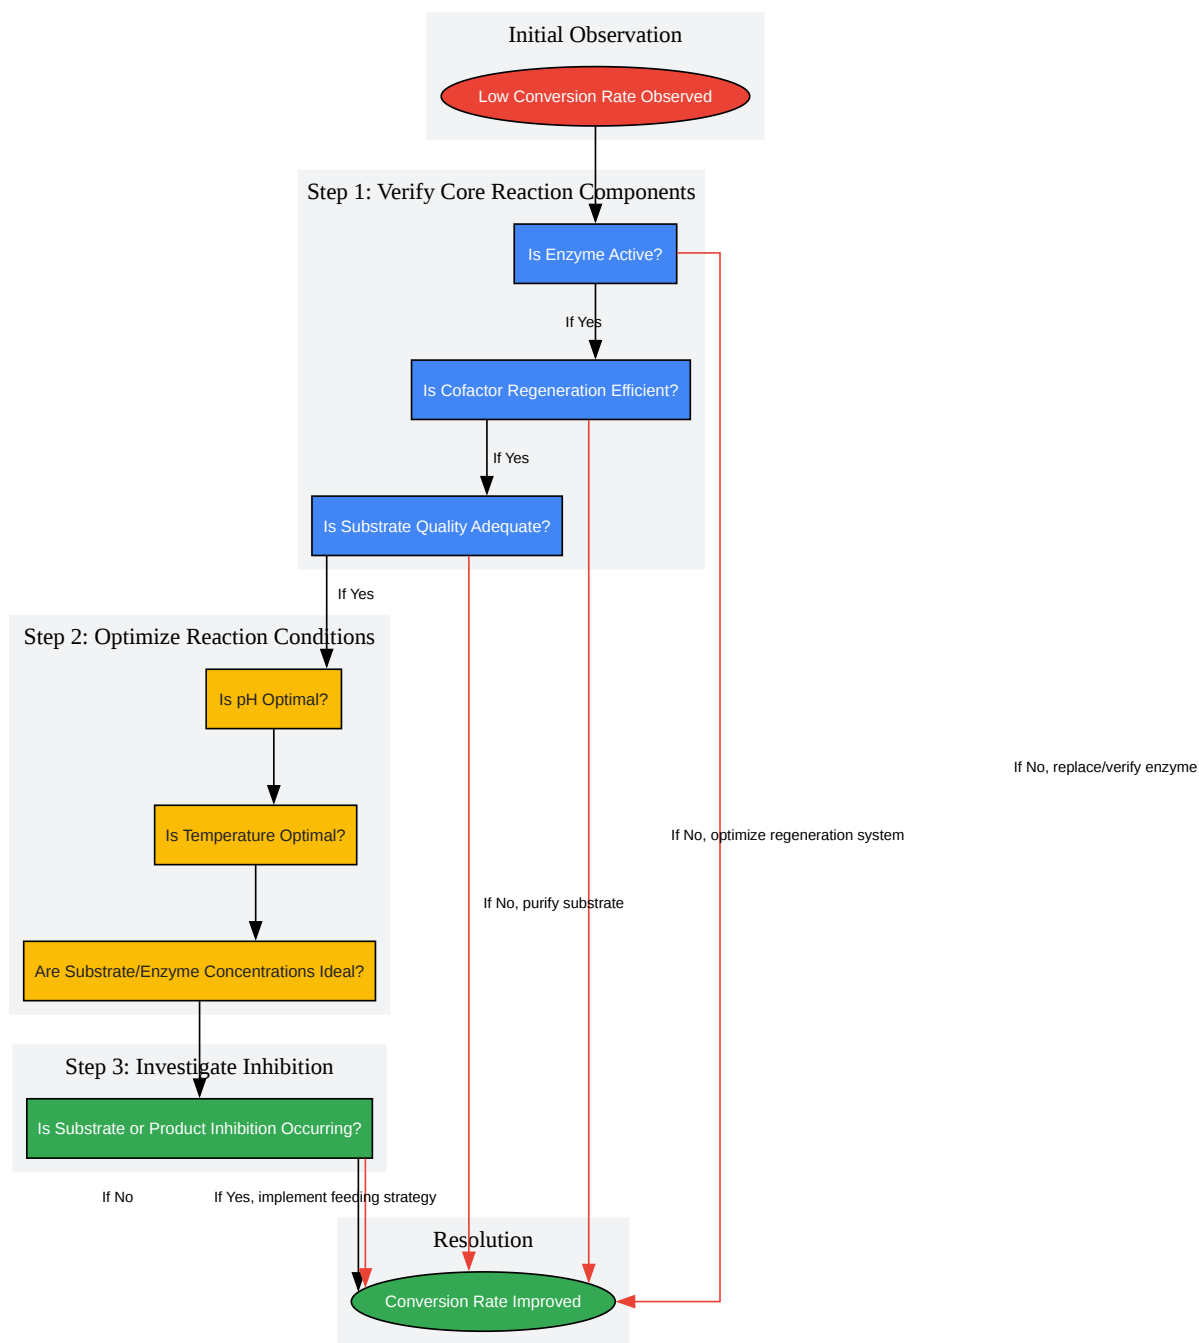 Initial Observation
Low Conversion Rate Observed
Step 1: Verify Core Reaction Components
Is Enzyme Active?
If Yes
Is Cofactor Regeneration Efficient?
If Yes
Is Substrate Quality Adequate?
If Yes
Step 2: Optimize Reaction Conditions
Is pH Optimal?
If No, replace/verify enzyme
Is Temperature Optimal?
If No, optimize regeneration system
If No, purify substrate
Are Substrate/Enzyme Concentrations Ideal?
Step 3: Investigate Inhibition
Is Substrate or Product Inhibition Occurring?
If No
If Yes, implement feeding strategy
Resolution
Conversion Rate Improved